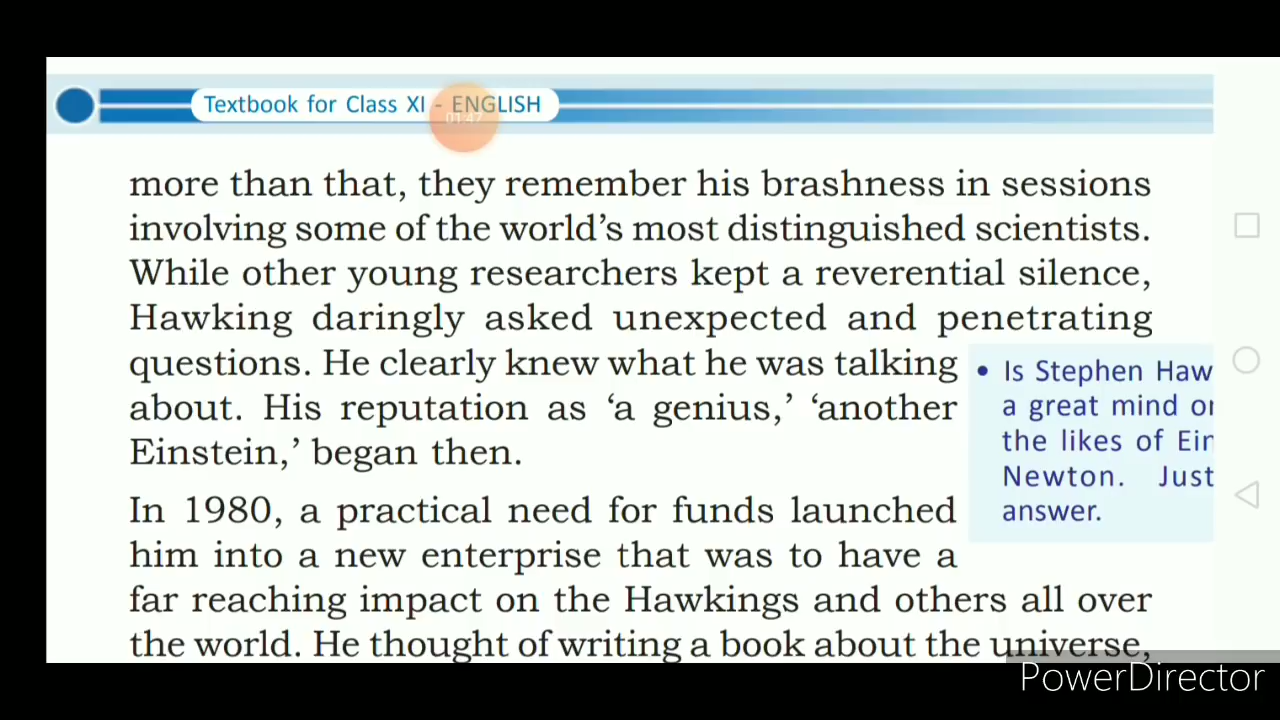 Textbook for Class XI - ENGLISH
01:47
more than that, they remember his brashness in sessions
involving some of the world's most distinguished scientists.
While other young researchers kept a reverential silence,
Hawking daringly asked unexpected and penetrating
questions. He clearly knew what he was talking
about. His reputation as ‘a genius,’ ‘another
Einstein,’ began then.
• Is Stephen Haw
a great mind or
the likes of Ein
Newton. Just
answer.
In 1980, a practical need for funds launched
him into a new enterprise that was to have a
far reaching impact on the Hawkings and others all over
the world. He thought of writing a book about the universe,
PowerDirector